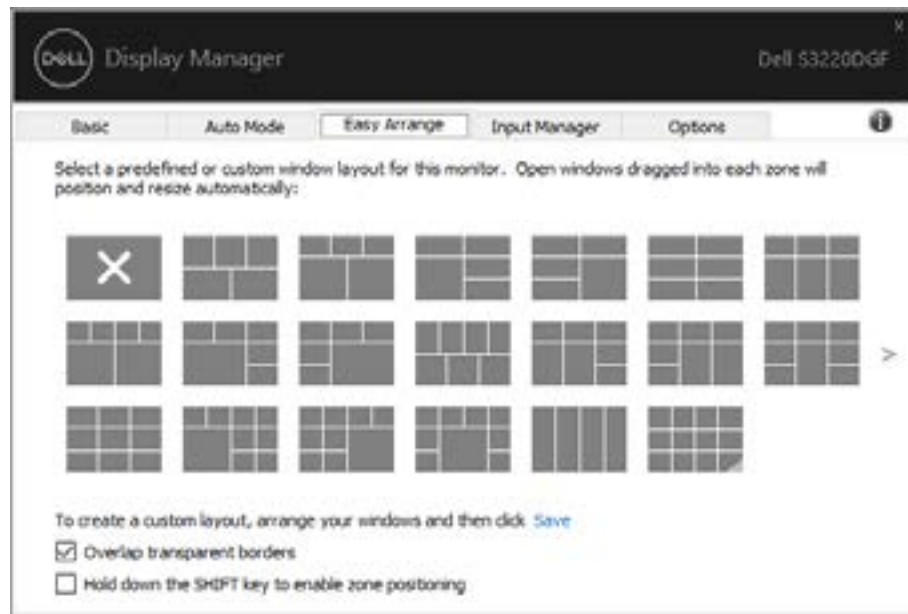 x
DELL Display Manager
Dell S3220DGF
Basic Auto Mode Easy Arrange Input Manager Options
Select a predefined or custom window layout for this monitor. Open windows dragged into each zone will
position and resize automatically:
>
To create a custom layout, arrange your windows and then click Save
Overlap transparent borders
Hold down the SHIFT key to enable zone positioning